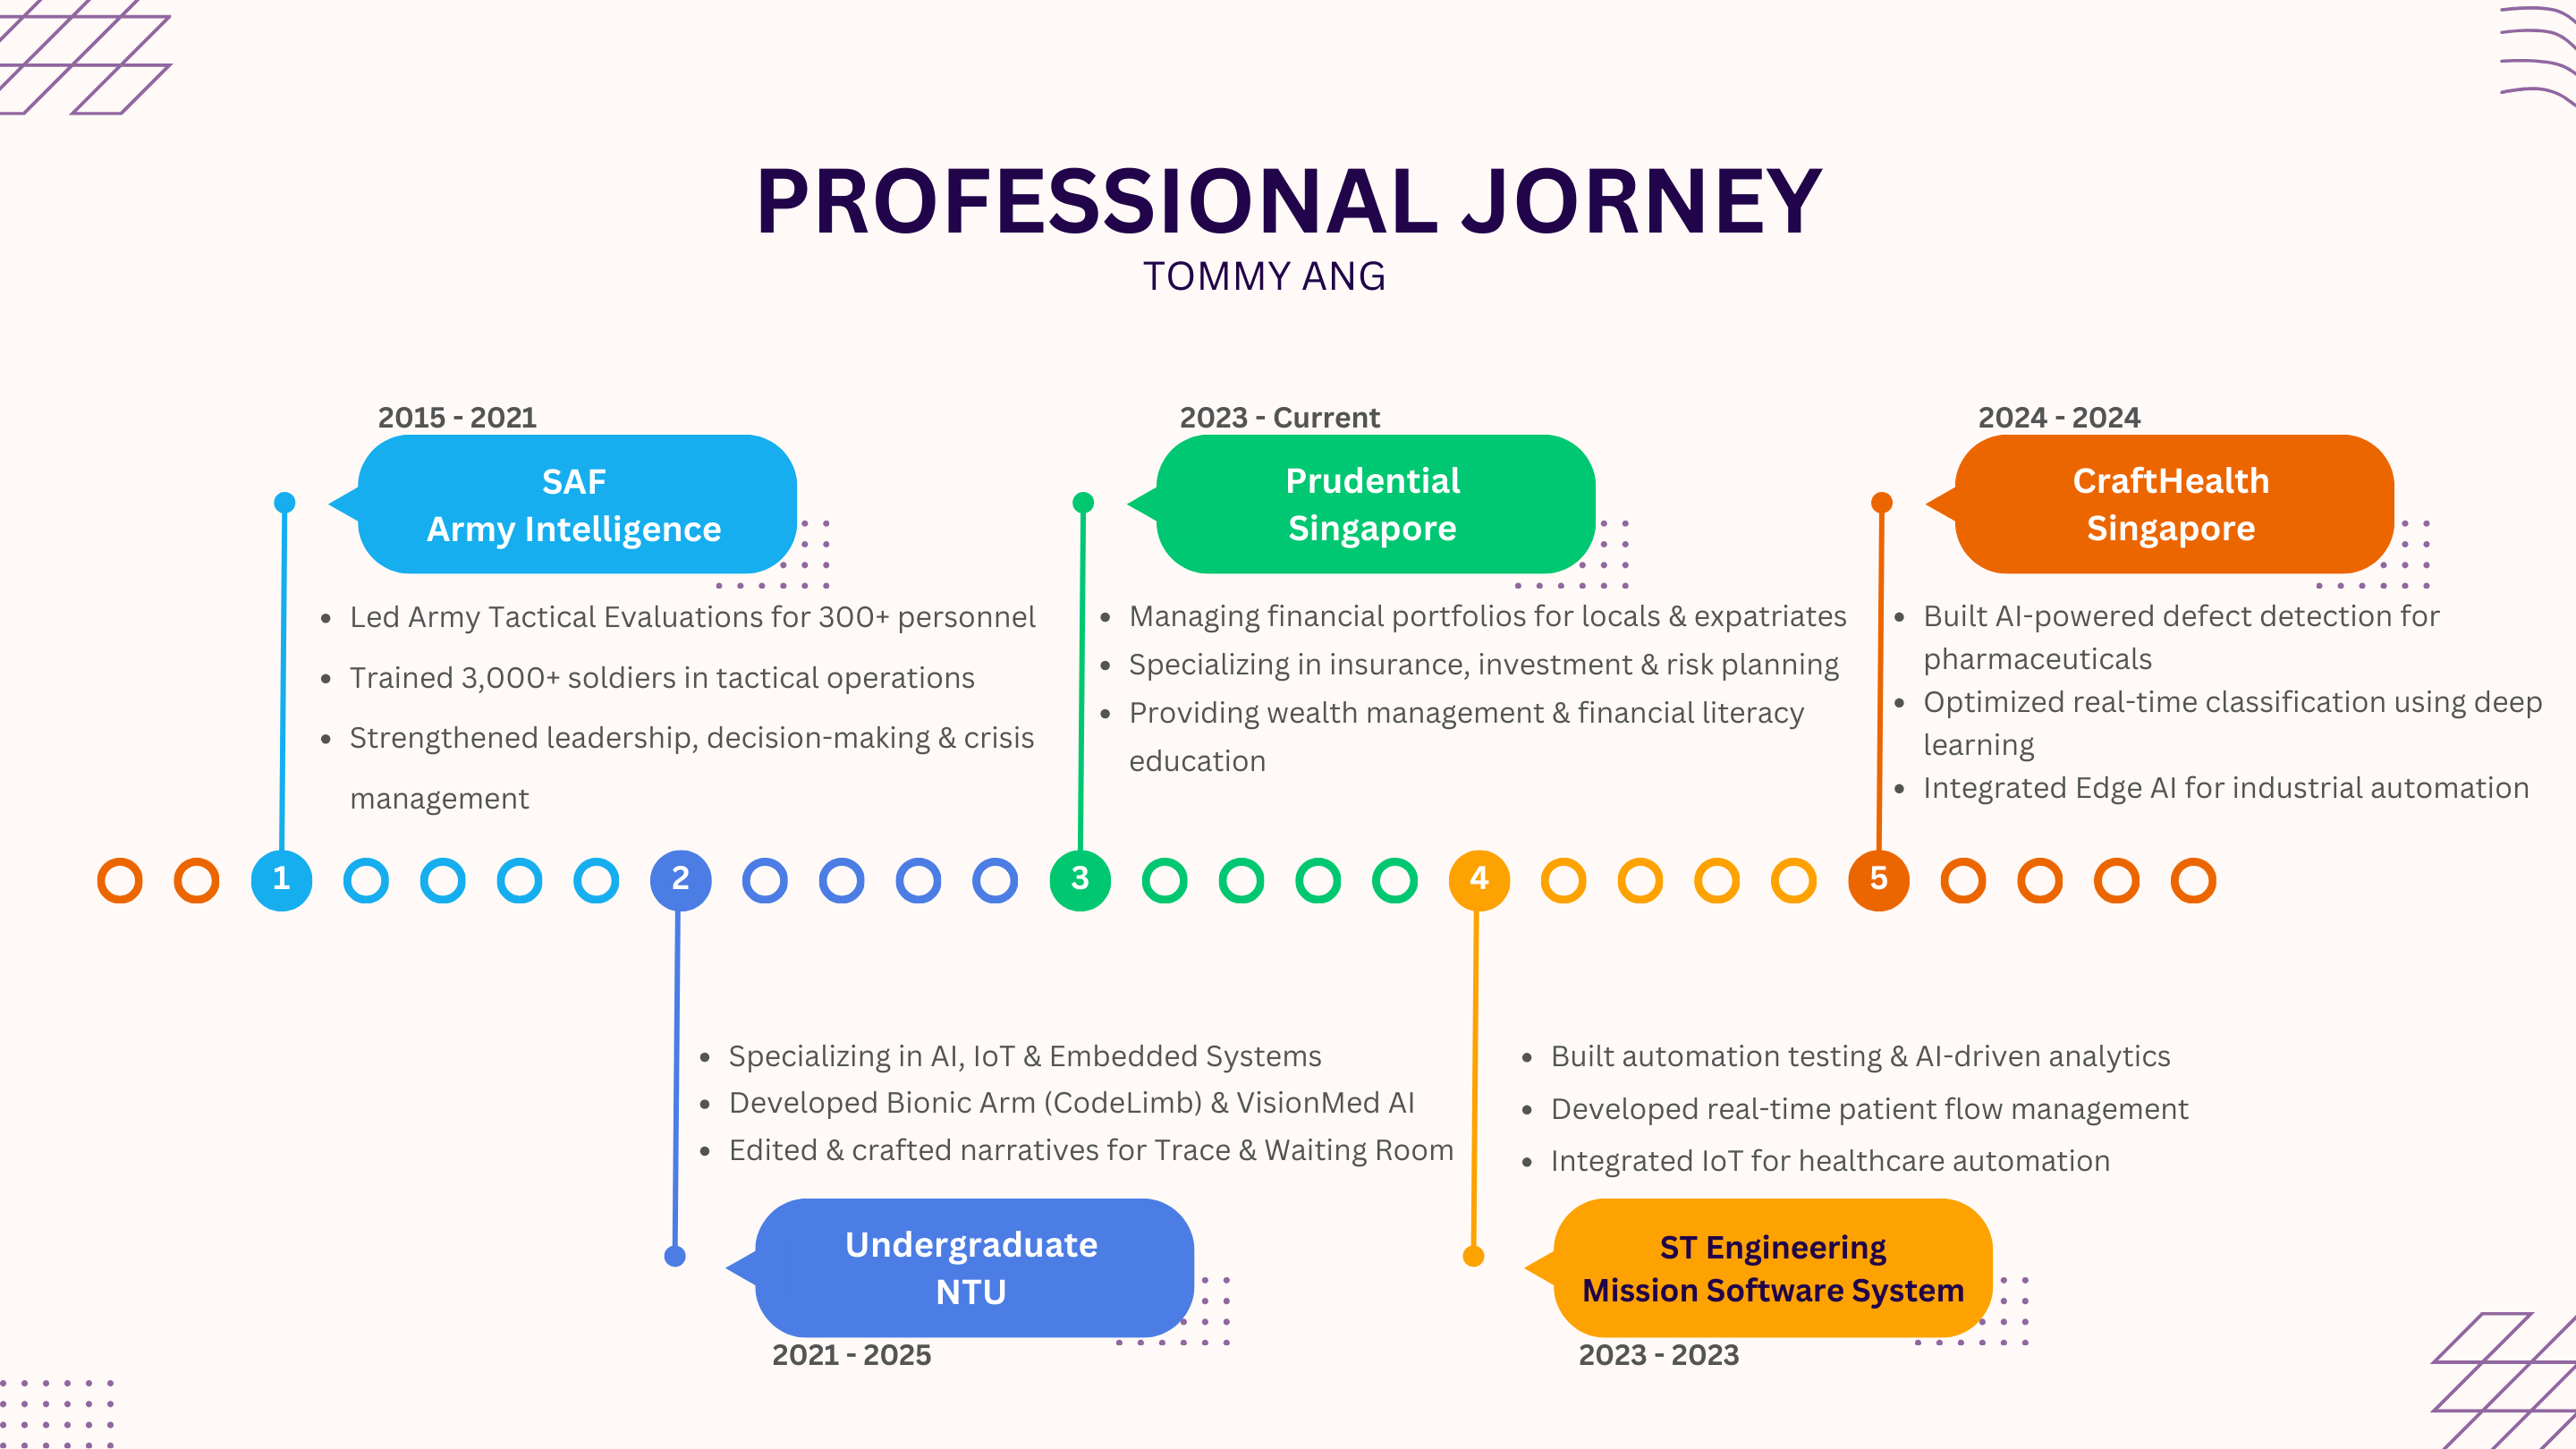 PROFESSIONAL JORNEY
TOMMY ANG
2015 - 2021
SAF
Army Intelligence
• Led Army Tactical Evaluations for 300+ personnel
• Trained 3,000+ soldiers in tactical operations
• Strengthened leadership, decision-making & crisis
management
2023 - Current
Prudential
Singapore
• Managing financial portfolios for locals & expatriates
• Specializing in insurance, investment & risk planning
• Providing wealth management & financial literacy
education
2024 - 2024
CraftHealth
Singapore
• Built AI-powered defect detection for
pharmaceuticals
• Optimized real-time classification using deep
learning
• Integrated Edge AI for industrial automation
1
2
3
4
5
• Specializing in AI, IoT & Embedded Systems
• Developed Bionic Arm (CodeLimb) & VisionMed AI
• Edited & crafted narratives for Trace & Waiting Room
Undergraduate
NTU
2021 - 2025
• Built automation testing & AI-driven analytics
• Developed real-time patient flow management
• Integrated IoT for healthcare automation
ST Engineering
Mission Software System
2023 - 2023